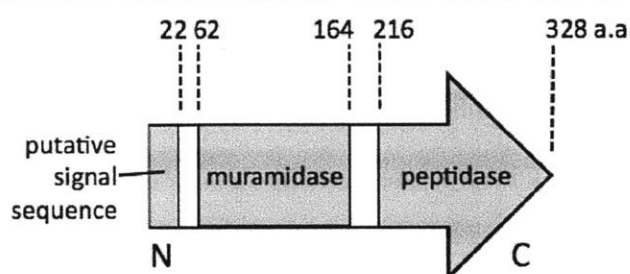 22 62 164 216 328 a.a
putative
signal
sequence
muramidase peptidase
N C